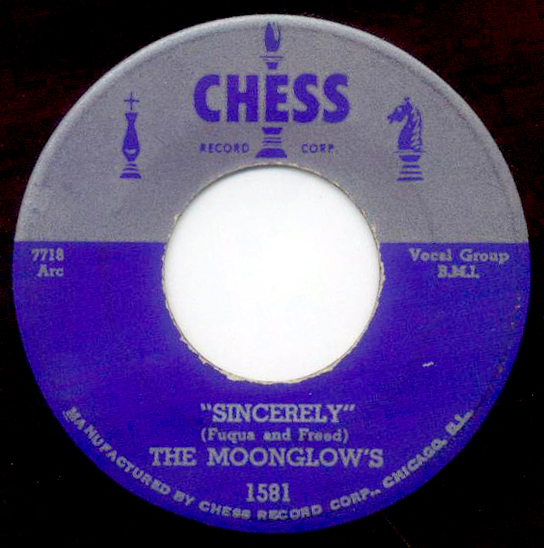 CHESS
RECORD CORP.
7718
Arc
Vocal Group
B.M.I.
"SINCERELY"
(Fuqua and Freed)
THE MOONGLOW'S
1581
MANUFACTURED BY CHESS RECORD CORP., CHICAGO, ILL.